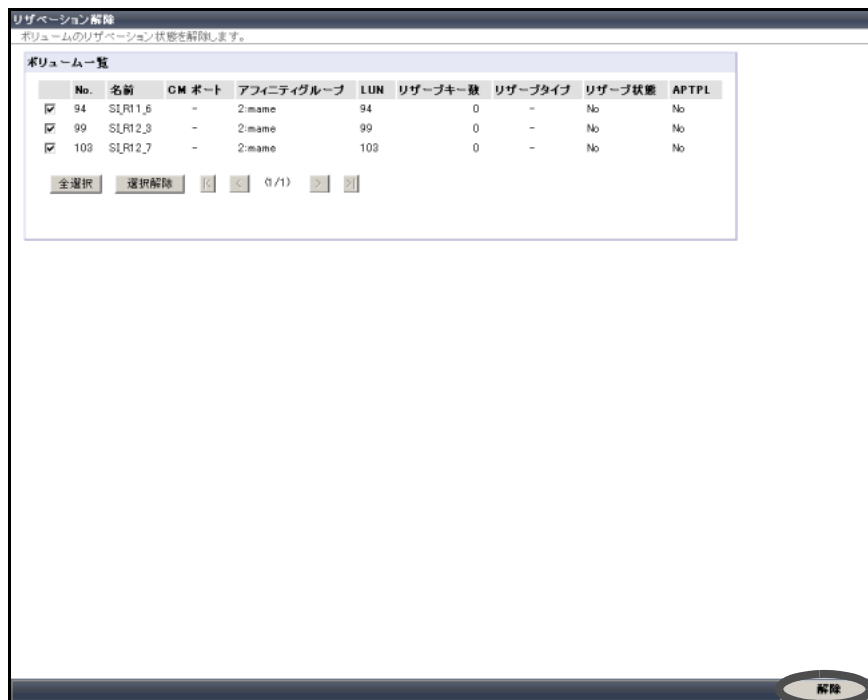 リザベーション解除
ボリュームのリザベーション状態を解除します。
ボリューム一覧
No. 名前 CM ポート アフィニティグループ LUN リザーブキー数 リザーブタイプ リザーブ状態 APTPL
94 SI_R11_6 - 2:mame 94 0 - No No
99 SI_R12_3 - 2:mame 99 0 - No No
103 SI_R12_7 - 2:mame 103 0 - No No
全選択 選択解除 |< < (1/1) > >|
解除